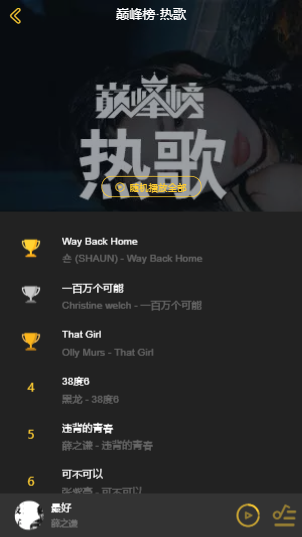 巅峰榜·热歌
巅峰榜
热歌
随机播放全部
Way Back Home
손 (SHAUN) - Way Back Home
一百万个可能
Christine welch - 一百万个可能
That Girl
Olly Murs - That Girl
4
38度6
黑龙 - 38度6
5
违背的青春
薛之谦 - 违背的青春
6
可不可以
张紫豪 - 可不可以
最好
薛之谦